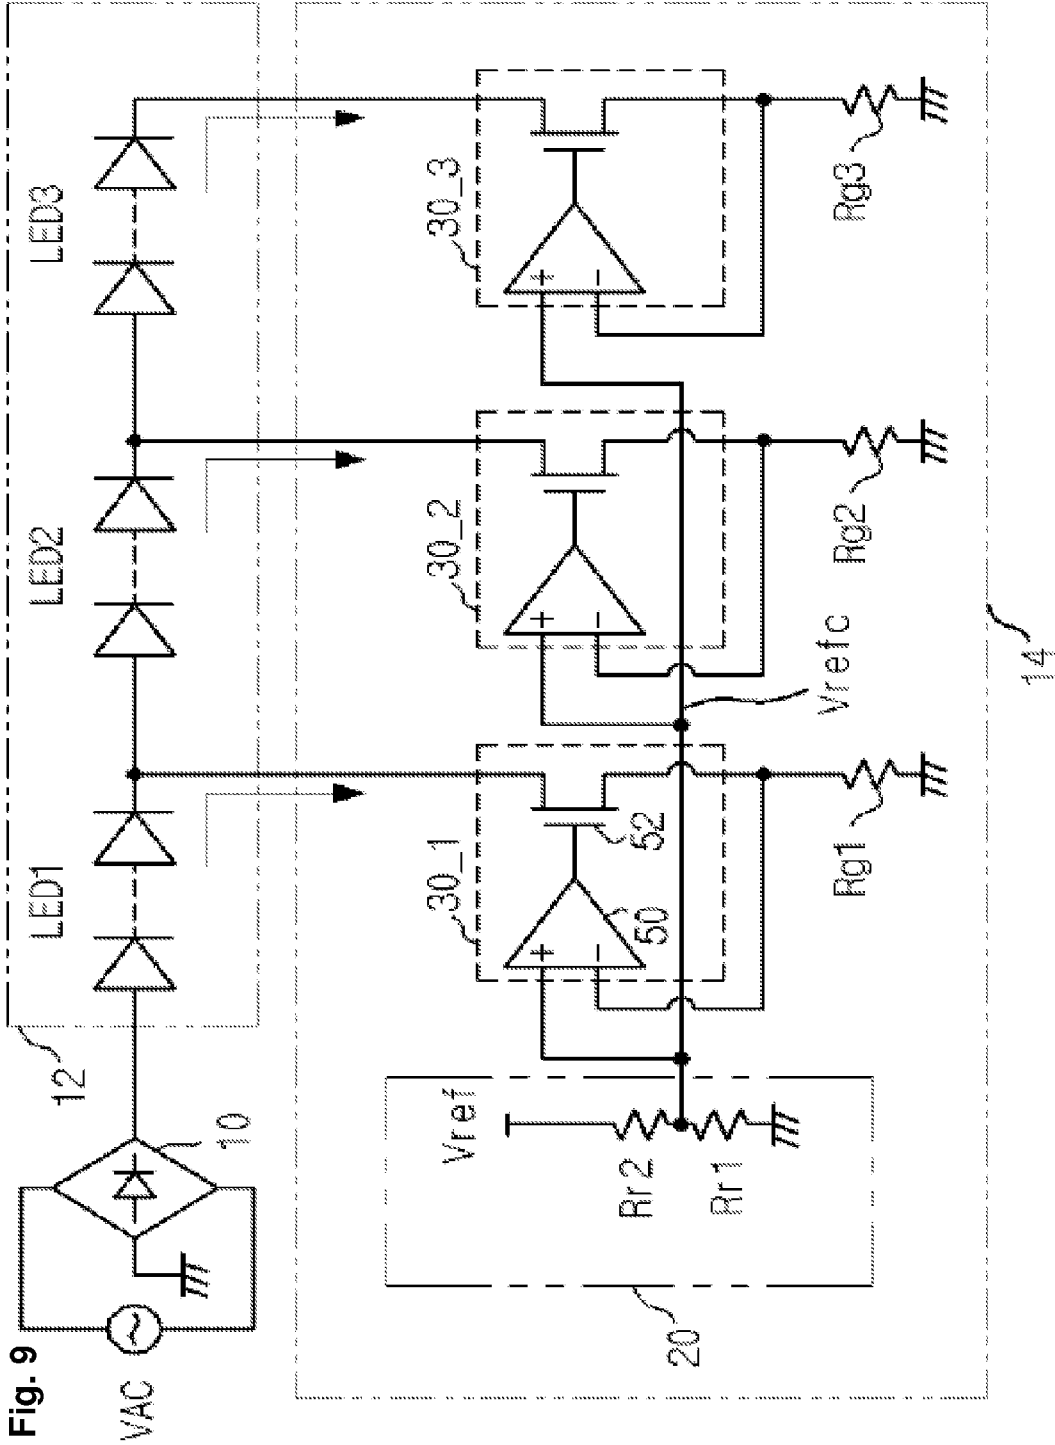 Fig. 9
VAC
10
12
LED1
LED2
LED3
14
20
Vref
Rr2
Rr1
30_1
+
−
50
52
Rg1
Vrefc
30_2
+
−
Rg2
30_3
+
−
Rg3